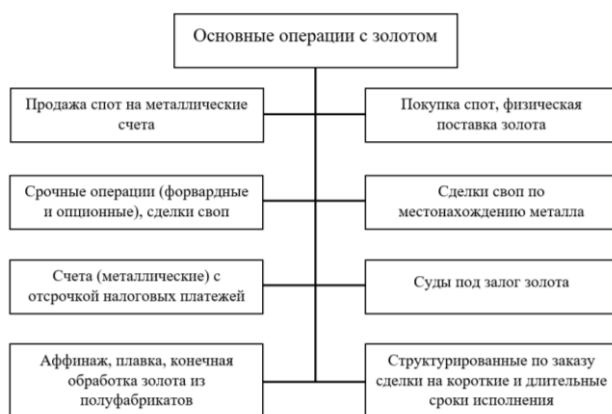 Основные операции с золотом
Продажа спот на металлические
счета
Покупка спот, физическая
поставка золота
Срочные операции (форвардные
и опционные), сделки своп
Сделки своп по
местонахождению металла
Счета (металлические) с
отсрочкой налоговых платежей
Суды под залог золота
Аффинаж, плавка, конечная
обработка золота из
полуфабрикатов
Структурированные по заказу
сделки на короткие и длительные
сроки исполнения